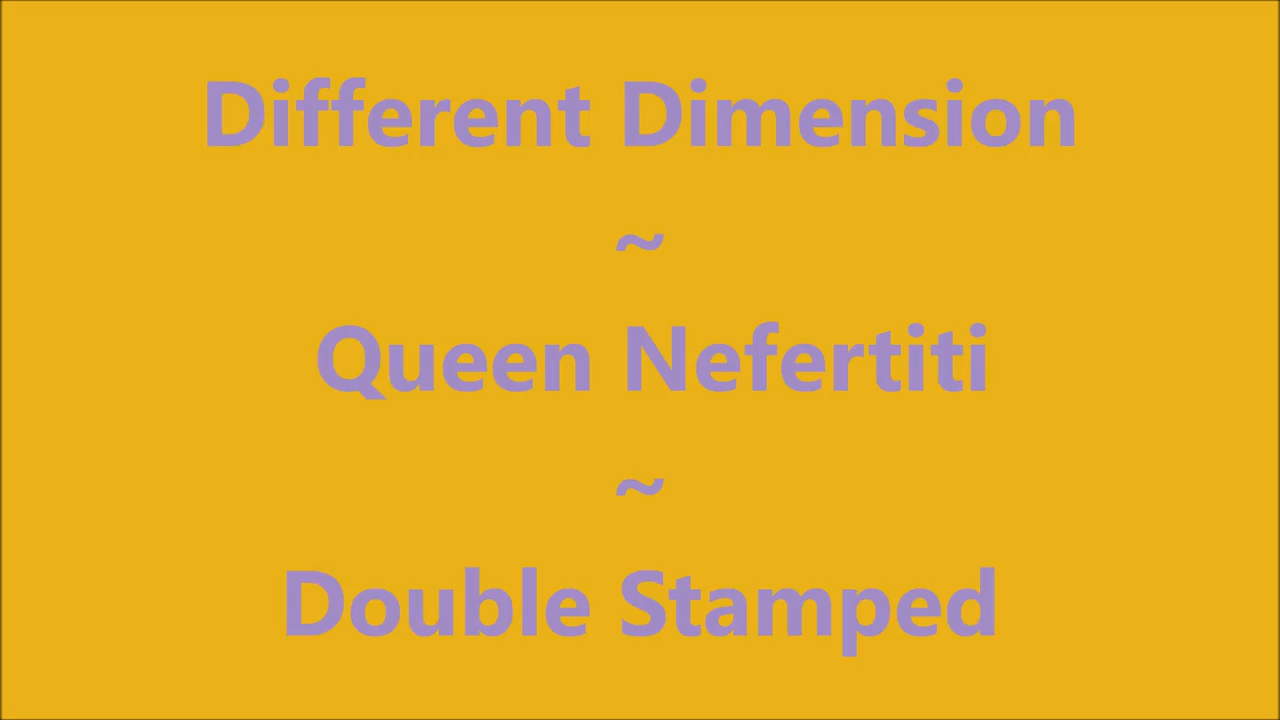 Different Dimension
~
Queen Nefertiti
~
Double Stamped